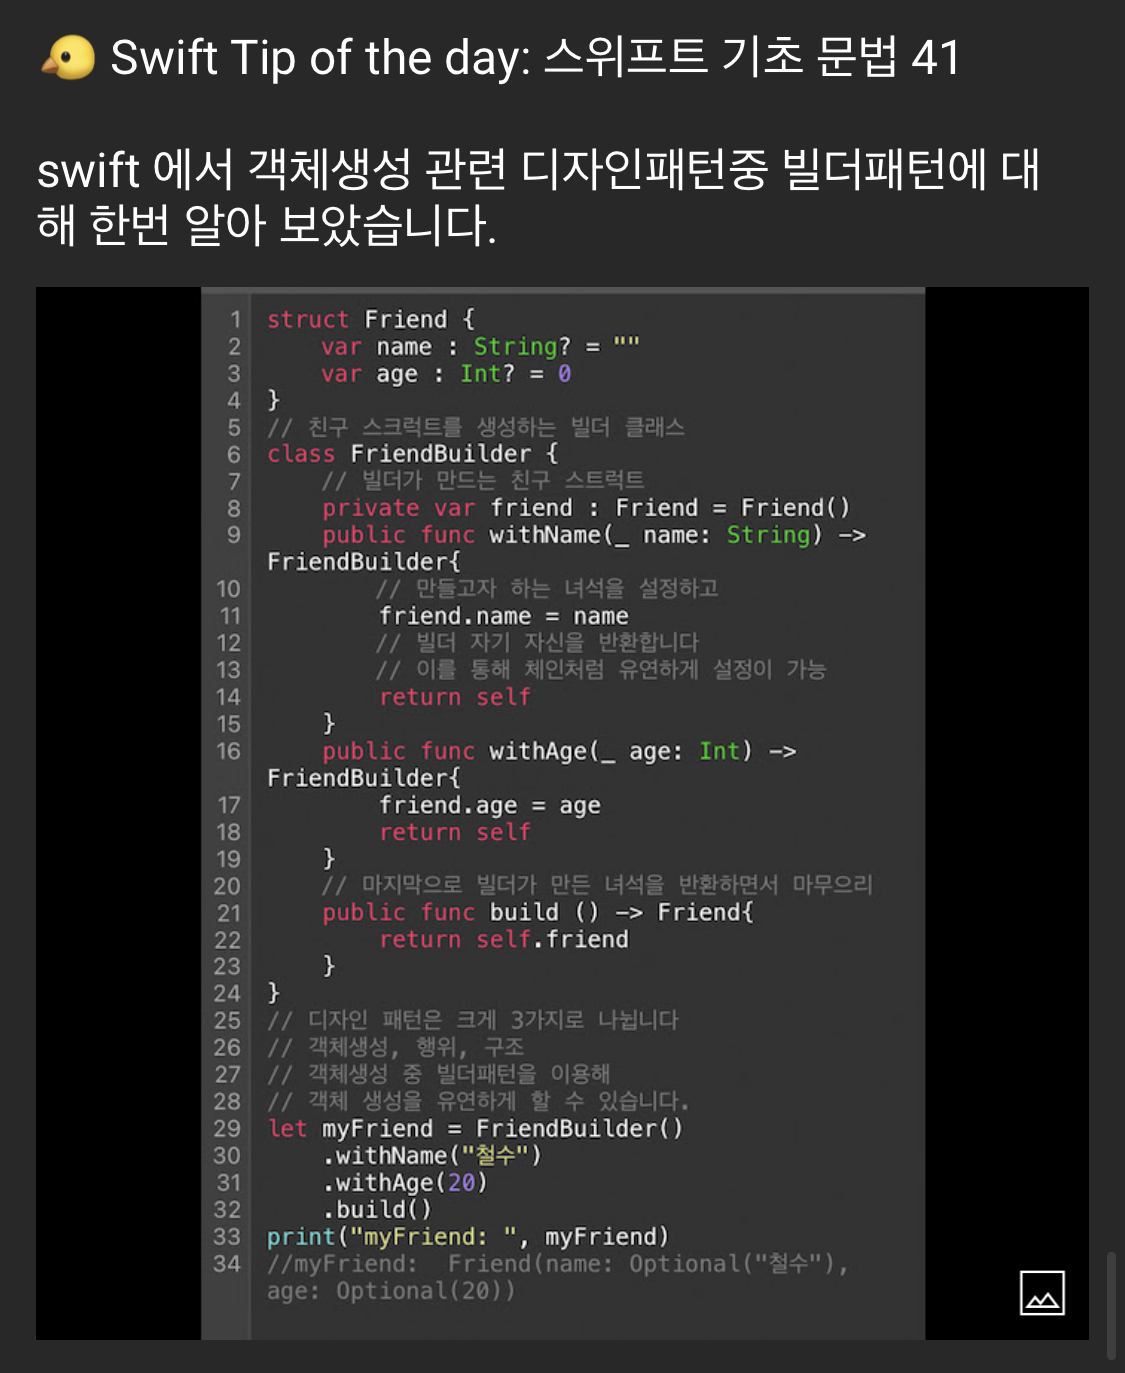 🐤 Swift Tip of the day: 스위프트 기초 문법 41
swift 에서 객체생성 관련 디자인패턴중 빌더패턴에 대
해 한번 알아 보았습니다.
1 struct Friend {
2 var name : String? = ""
3 var age : Int? = 0
4 }
5 // 친구 스크럭트를 생성하는 빌더 클래스
6 class FriendBuilder {
7 // 빌더가 만드는 친구 스트럭트
8 private var friend : Friend = Friend()
9 public func withName(_ name: String) ->
FriendBuilder{
10 // 만들고자 하는 녀석을 설정하고
11 friend.name = name
12 // 빌더 자기 자신을 반환합니다
13 // 이를 통해 체인처럼 유연하게 설정이 가능
14 return self
15 }
16 public func withAge(_ age: Int) ->
FriendBuilder{
17 friend.age = age
18 return self
19 }
20 // 마지막으로 빌더가 만든 녀석을 반환하면서 마무으리
21 public func build () -> Friend{
22 return self.friend
23 }
24 }
25 // 디자인 패턴은 크게 3가지로 나뉩니다
26 // 객체생성, 행위, 구조
27 // 객체생성 중 빌더패턴을 이용해
28 // 객체 생성을 유연하게 할 수 있습니다.
29 let myFriend = FriendBuilder()
30 .withName("철수")
31 .withAge(20)
32 .build()
33 print("myFriend: ", myFriend)
34 //myFriend:  Friend(name: Optional("철수"),
age: Optional(20))